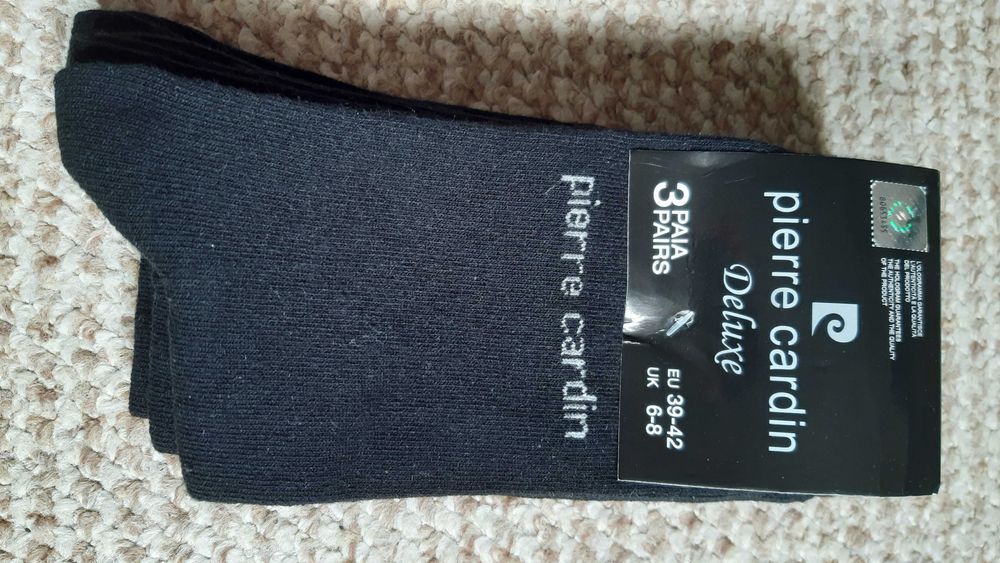 L'OLOGRAMMA GARANTISCE
L'AUTENTICITÀ E LA QUALITÀ
DEL PRODOTTO
THE HOLOGRAM GUARANTEES
THE AUTHENTICITY AND THE QUALITY
OF THE PRODUCT
pierre cardin
Deluxe
3 PAIA
PAIRS
EU 39-42
UK 6-8
pierre cardin